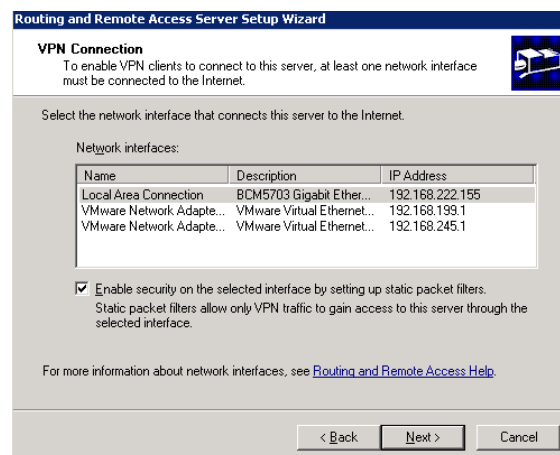 Routing and Remote Access Server Setup Wizard
VPN Connection
To enable VPN clients to connect to this server, at least one network interface
must be connected to the Internet.
Select the network interface that connects this server to the Internet.
Network interfaces:
Name Description IP Address
Local Area Connection BCM5703 Gigabit Ether... 192.168.222.155
VMware Network Adapte... VMware Virtual Ethernet... 192.168.199.1
VMware Network Adapte... VMware Virtual Ethernet... 192.168.245.1
Enable security on the selected interface by setting up static packet filters.
Static packet filters allow only VPN traffic to gain access to this server through the
selected interface.
For more information about network interfaces, see Routing and Remote Access Help.
< Back Next > Cancel